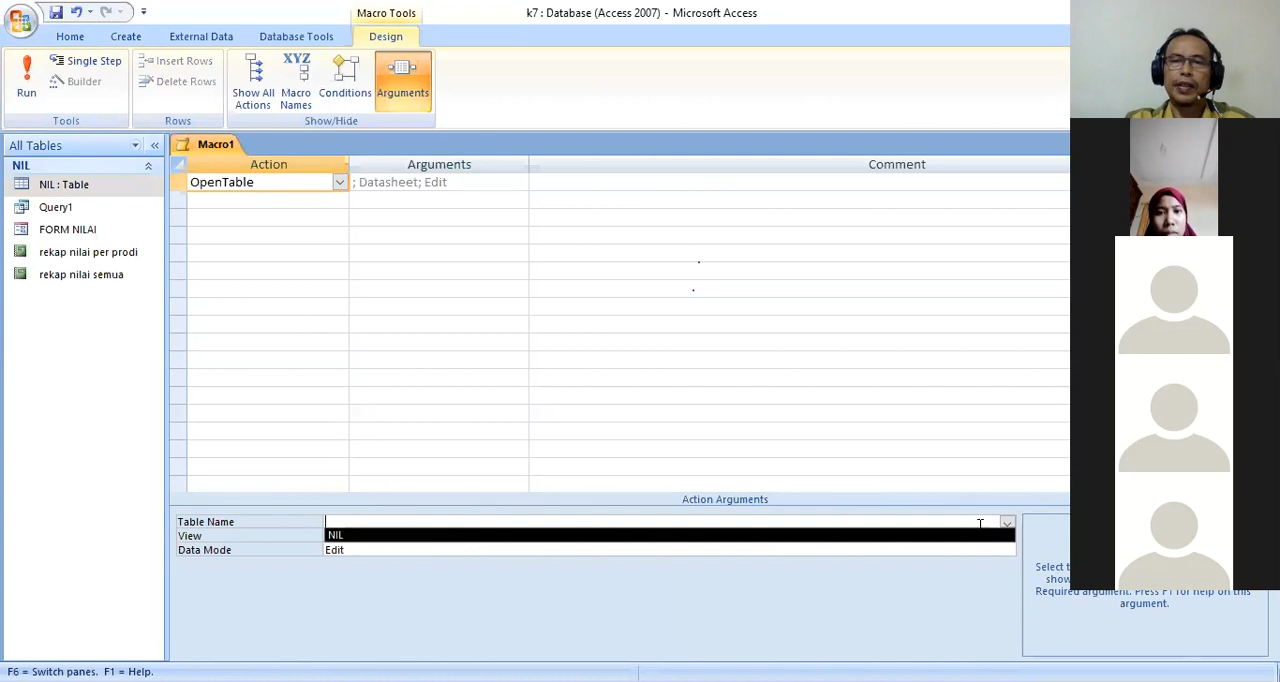 Macro Tools
k7 : Database (Access 2007) - Microsoft Access
Home
Create
External Data
Database Tools
Design
Run
Single Step
Builder
Tools
Insert Rows
Delete Rows
Rows
Show All Actions
XYZ
Macro Names
Conditions
Arguments
Show/Hide
All Tables
NIL
NIL : Table
Query1
FORM NILAI
rekap nilai per prodi
rekap nilai semua
Macro1
Action
Arguments
Comment
OpenTable
; Datasheet; Edit
Action Arguments
Table Name
NIL
View
Data Mode
Edit
Select
show
Required argument. Press F1 for help on this
argument.
F6 = Switch panes. F1 = Help.